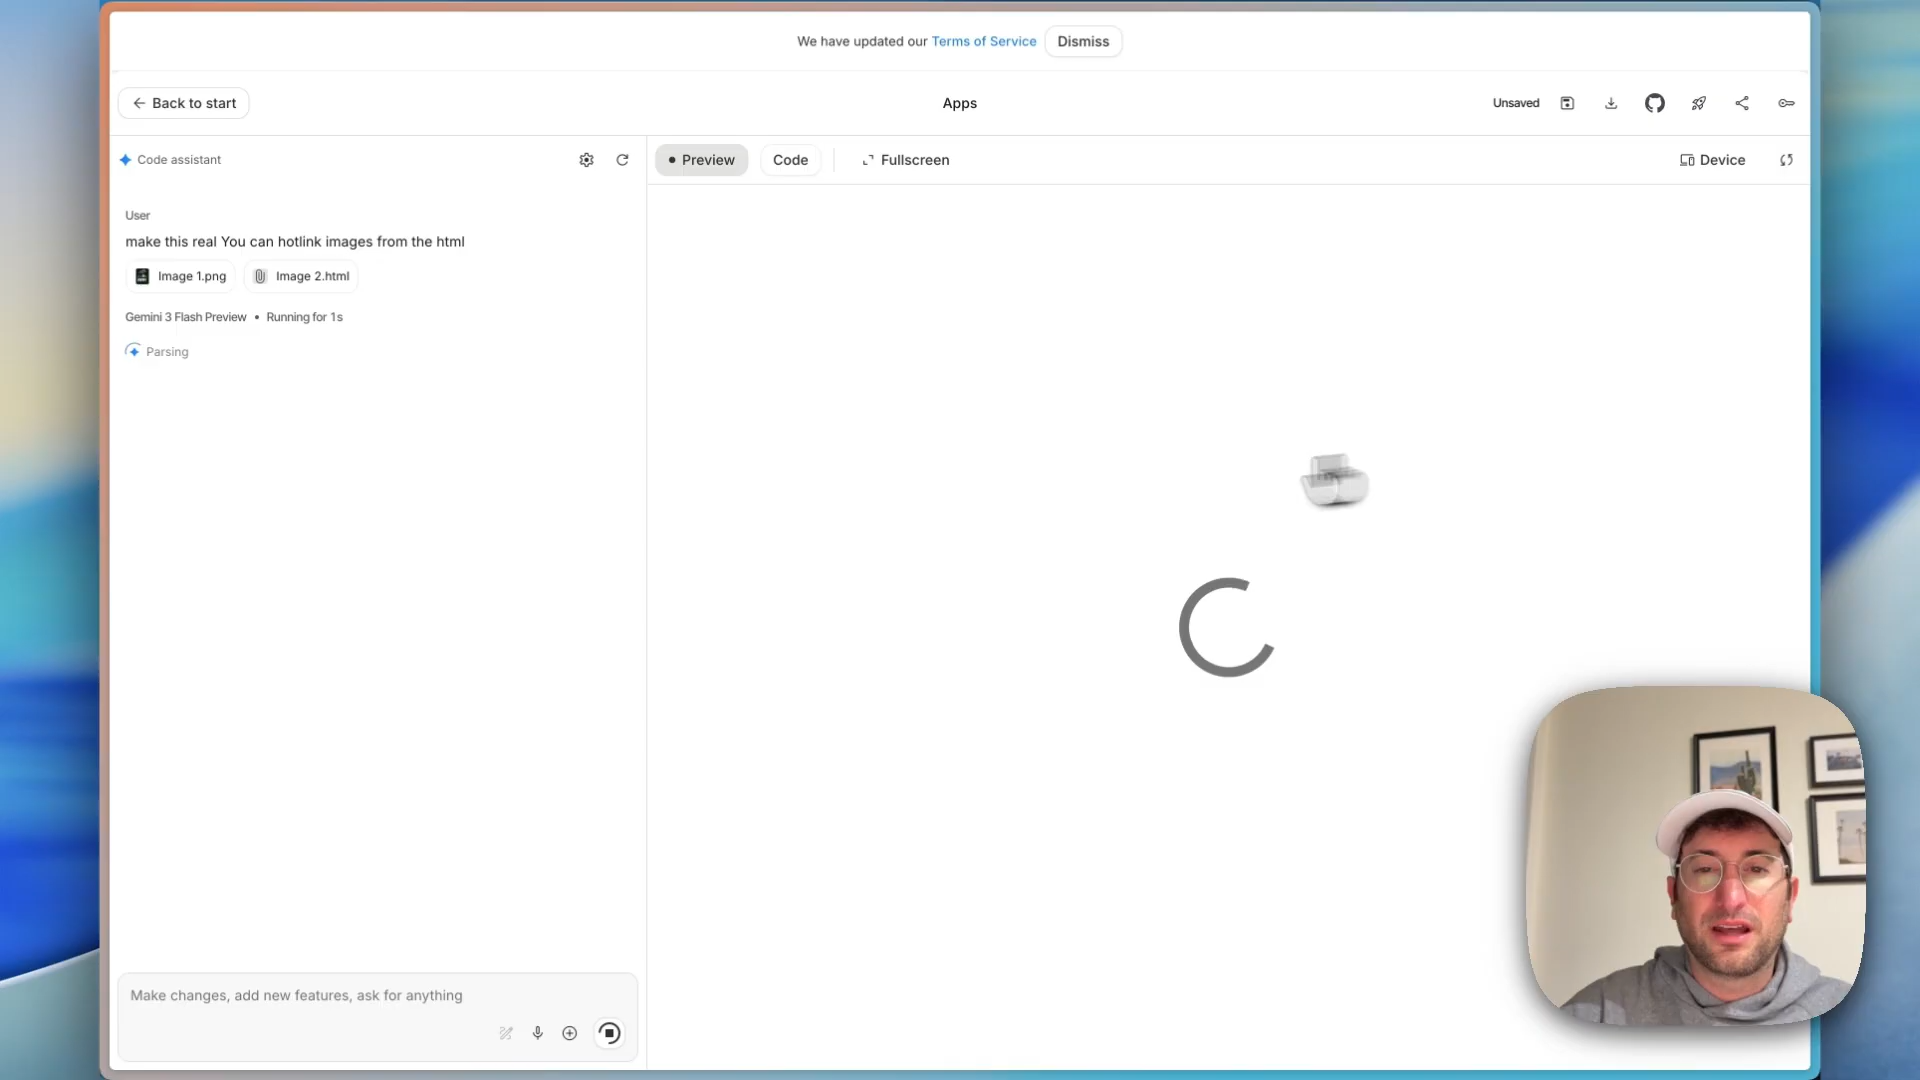 We have updated our Terms of Service Dismiss
Back to start
Apps
Unsaved
Code assistant
Preview
Code
Fullscreen
Device
User
make this real You can hotlink images from the html
Image 1.png
Image 2.html
Gemini 3 Flash Preview • Running for 1s
Parsing
Make changes, add new features, ask for anything